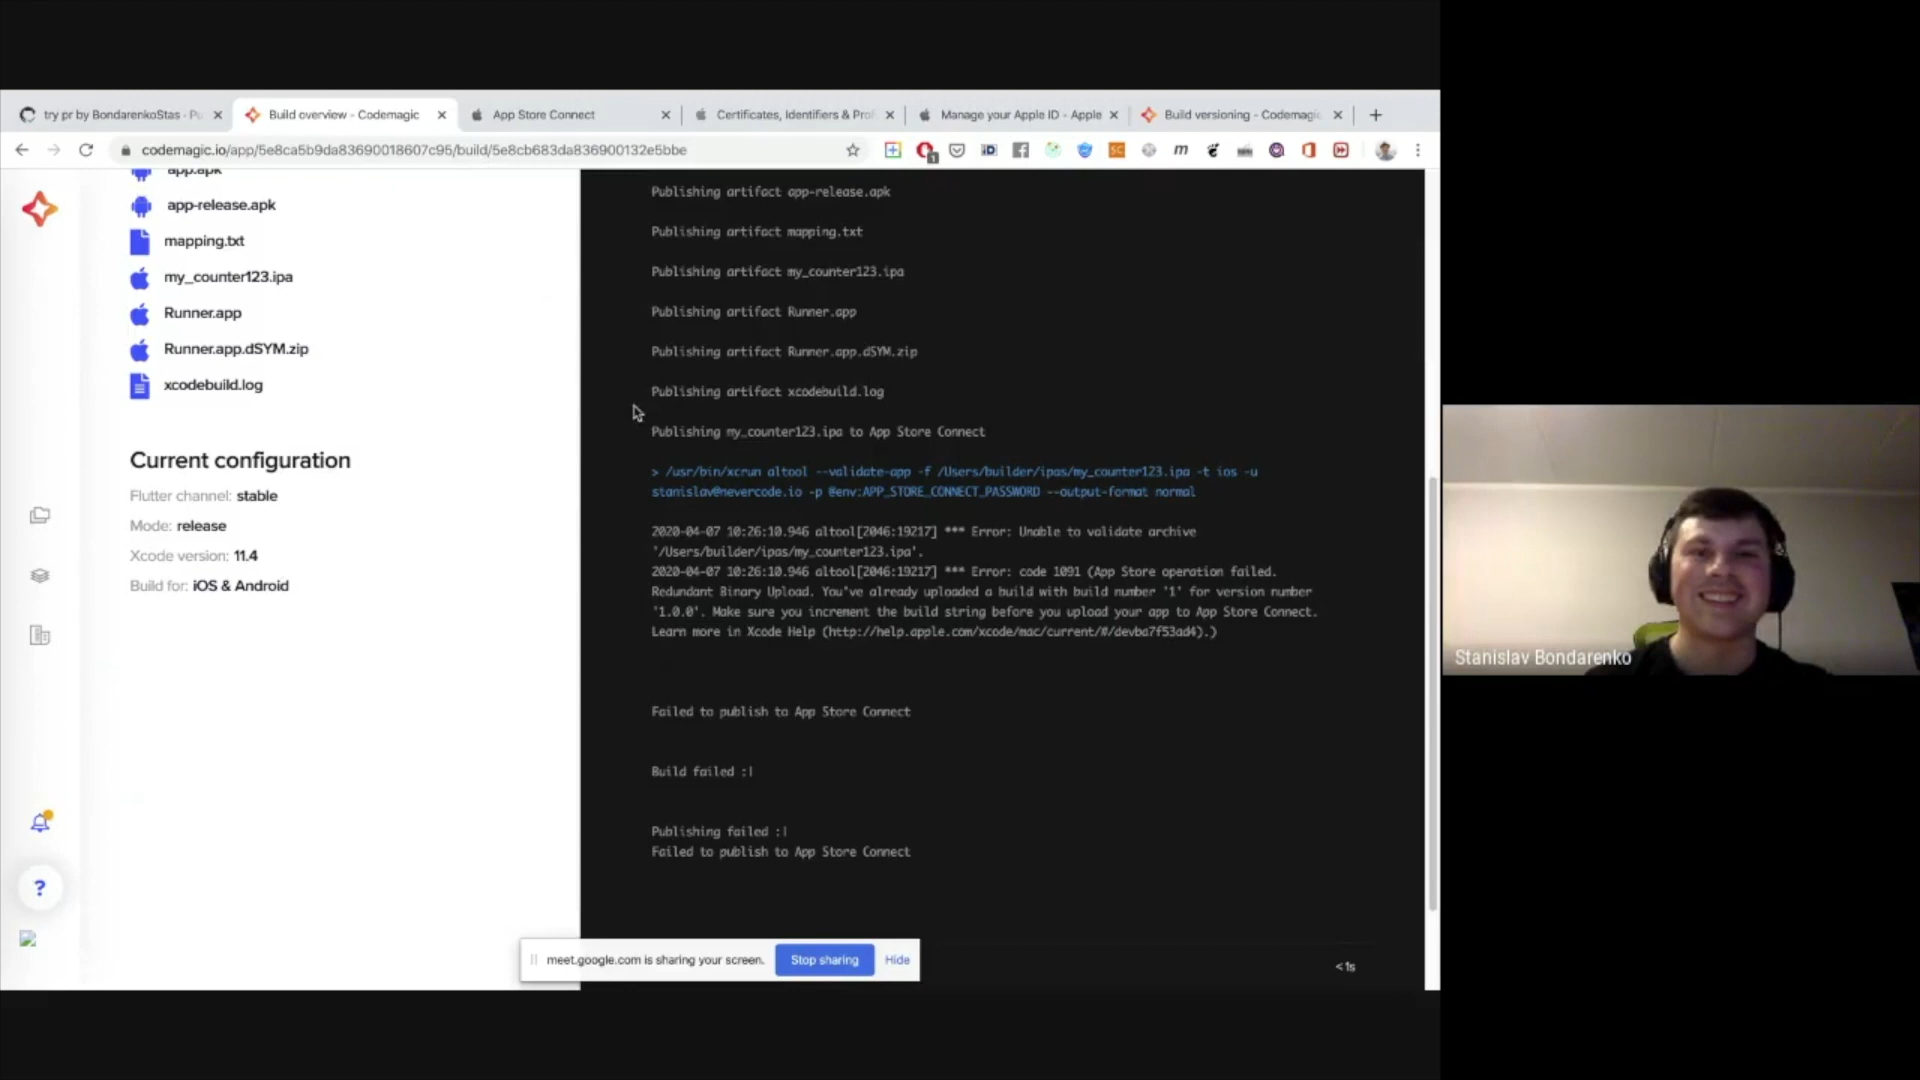 try pr by BondarenkoStas · Pu
Build overview - Codemagic
App Store Connect
Certificates, Identifiers & Prof
Manage your Apple ID - Apple
Build versioning - Codemagic
codemagic.io/app/5e8ca5b9da83690018607c95/build/5e8cb683da836900132e5bbe
app.apk
app-release.apk
mapping.txt
my_counter123.ipa
Runner.app
Runner.app.dSYM.zip
xcodebuild.log
Current configuration
Flutter channel: stable
Mode: release
Xcode version: 11.4
Build for: iOS & Android
?
Publishing artifact app-release.apk
Publishing artifact mapping.txt
Publishing artifact my_counter123.ipa
Publishing artifact Runner.app
Publishing artifact Runner.app.dSYM.zip
Publishing artifact xcodebuild.log
Publishing my_counter123.ipa to App Store Connect
> /usr/bin/xcrun altool --validate-app -f /Users/builder/ipas/my_counter123.ipa -t ios -u
stanislav@nevercode.io -p @env:APP_STORE_CONNECT_PASSWORD --output-format normal
2020-04-07 10:26:10.946 altool[2046:19217] *** Error: Unable to validate archive
'/Users/builder/ipas/my_counter123.ipa'.
2020-04-07 10:26:10.946 altool[2046:19217] *** Error: code 1091 (App Store operation failed.
Redundant Binary Upload. You've already uploaded a build with build number '1' for version number
'1.0.0'. Make sure you increment the build string before you upload your app to App Store Connect.
Learn more in Xcode Help (http://help.apple.com/xcode/mac/current/#/devba7f53ad4).)
Failed to publish to App Store Connect
Build failed :|
Publishing failed :|
Failed to publish to App Store Connect
<1s
meet.google.com is sharing your screen.
Stop sharing
Hide
Stanislav Bondarenko